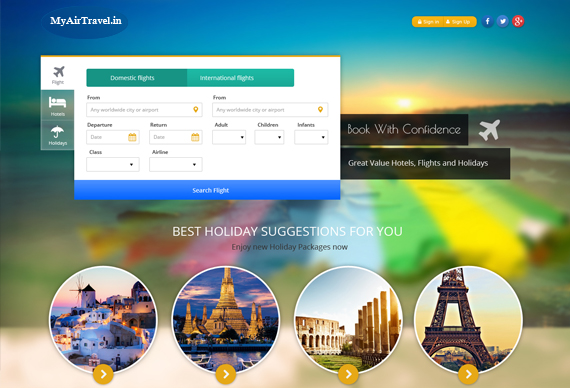 MyAirTravel.in
Sign in
Sign Up
Flight
Hotels
Holidays
Domestic flights
International flights
From
From
Any worldwide city or airport
Any worldwide city or airport
Departure
Return
Adult
Children
Infants
Date
Date
Class
Airline
Search Flight
Book With Confidence
Great Value Hotels, Flights and Holidays
BEST HOLIDAY SUGGESTIONS FOR YOU
Enjoy new Holiday Packages now